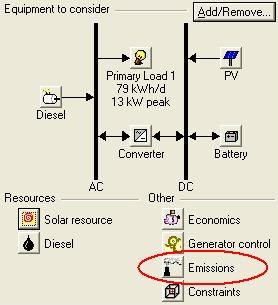 Equipment to consider
Add/Remove...
Primary Load 1
79 kWh/d
13 kW peak
PV
Diesel
Converter
Battery
AC
DC
Resources
Other
Solar resource
Economics
Diesel
Generator control
Emissions
Constraints